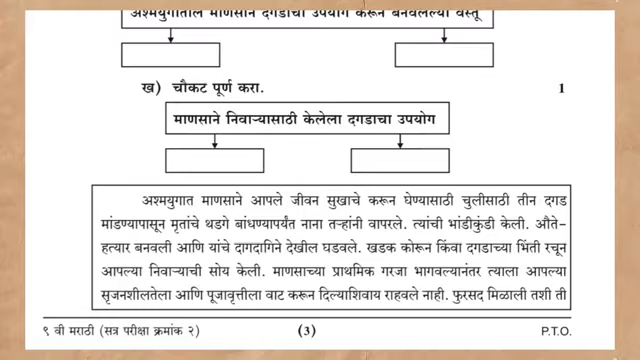 अश्मयुगातील माणसाने दगडाचा उपयोग करून बनवलेल्या वस्तू
ख) चौकट पूर्ण करा. 1
माणसाने निवाऱ्यासाठी केलेला दगडाचा उपयोग
अश्मयुगात माणसाने आपले जीवन सुखाचे करून घेण्यासाठी चुलीसाठी तीन दगड
मांडण्यापासून मृतांचे थडगे बांधण्यापर्यंत नाना तऱ्हांनी वापरले. त्यांची भांडीकुंडी केली. औते-
हत्यार बनवली आणि यांचे दागदागिने देखील घडवले. खडक कोरून किंवा दगडाच्या भिंती रचून
आपल्या निवाऱ्याची सोय केली. माणसाच्या प्राथमिक गरजा भागवल्यानंतर त्याला आपल्या
सृजनशीलतेला आणि पूजावृत्तीला वाट करून दिल्याशिवाय राहवले नाही. फुरसद मिळाली तशी ती
९ वी मराठी (सत्र परीक्षा क्रमांक २) (3) P.T.O.